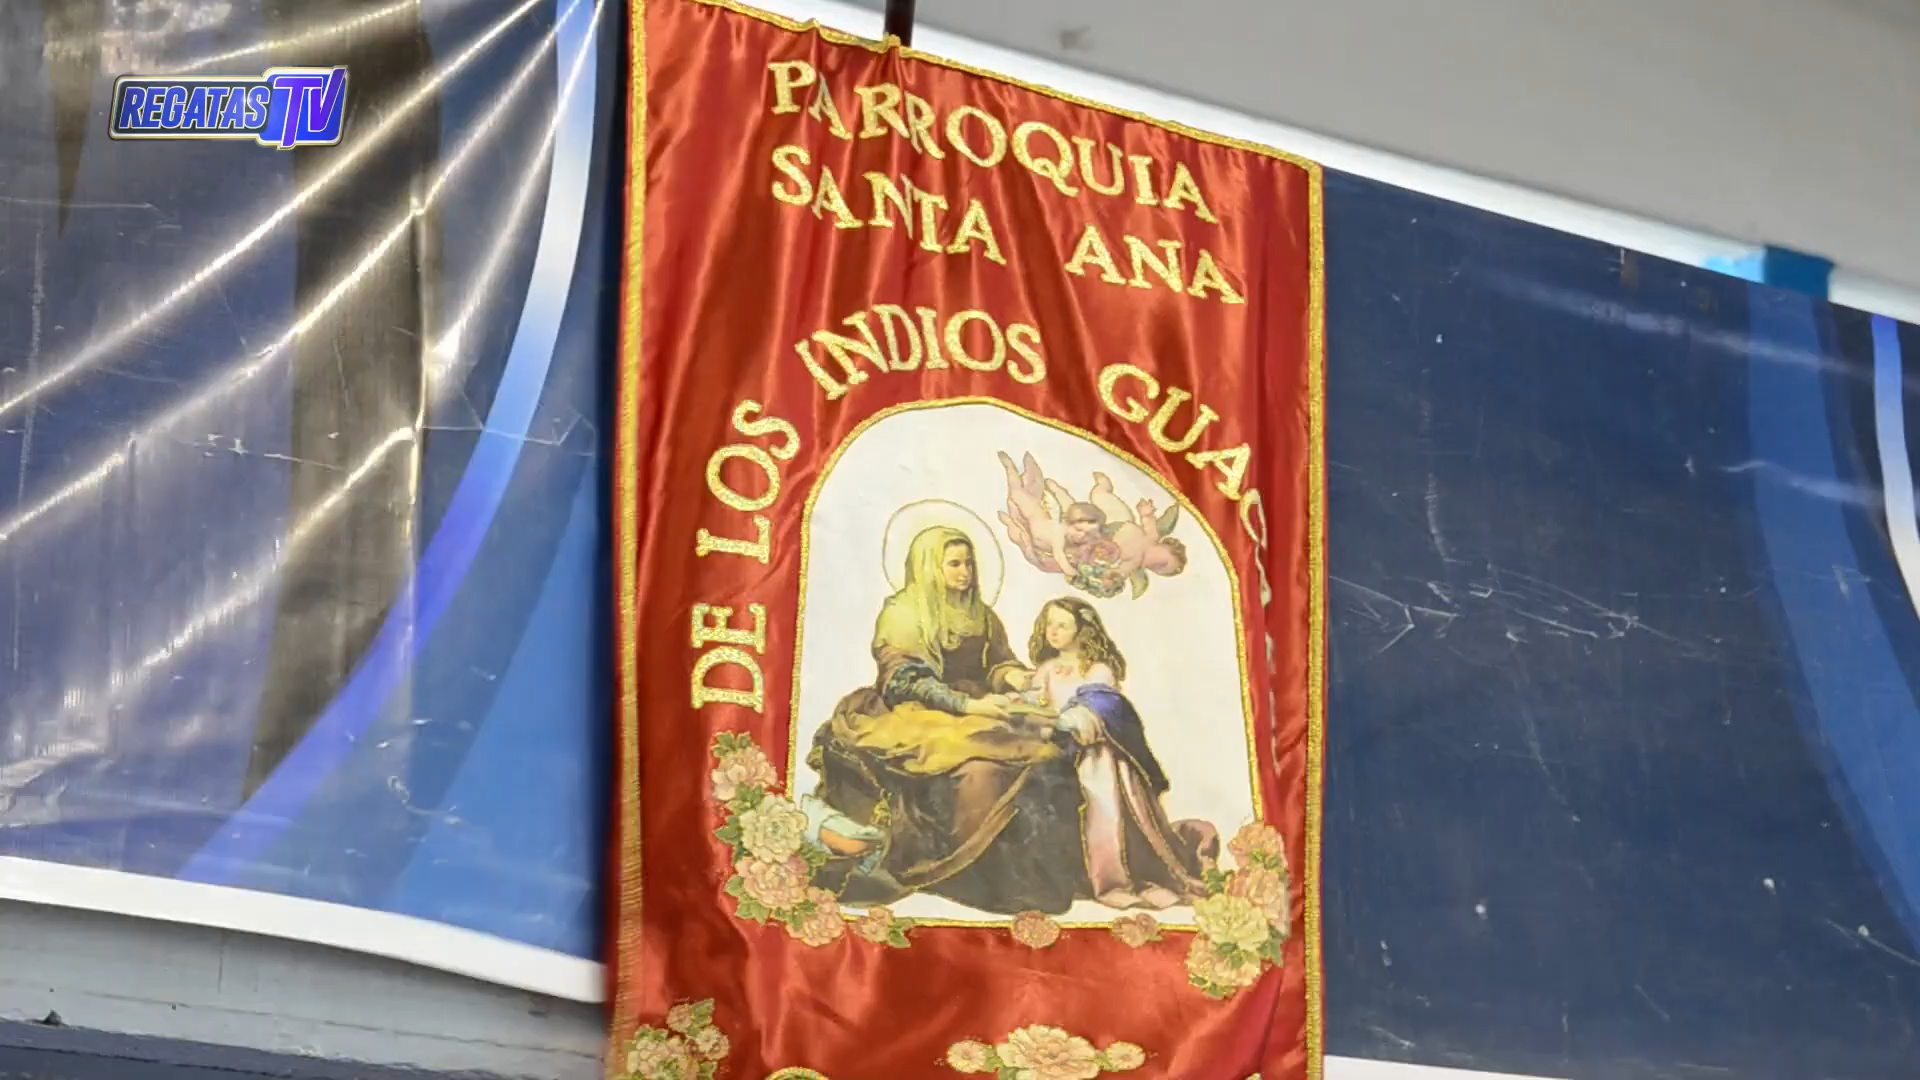 REGATAS TV
PARROQUIA
SANTA ANA
DE LOS INDIOS